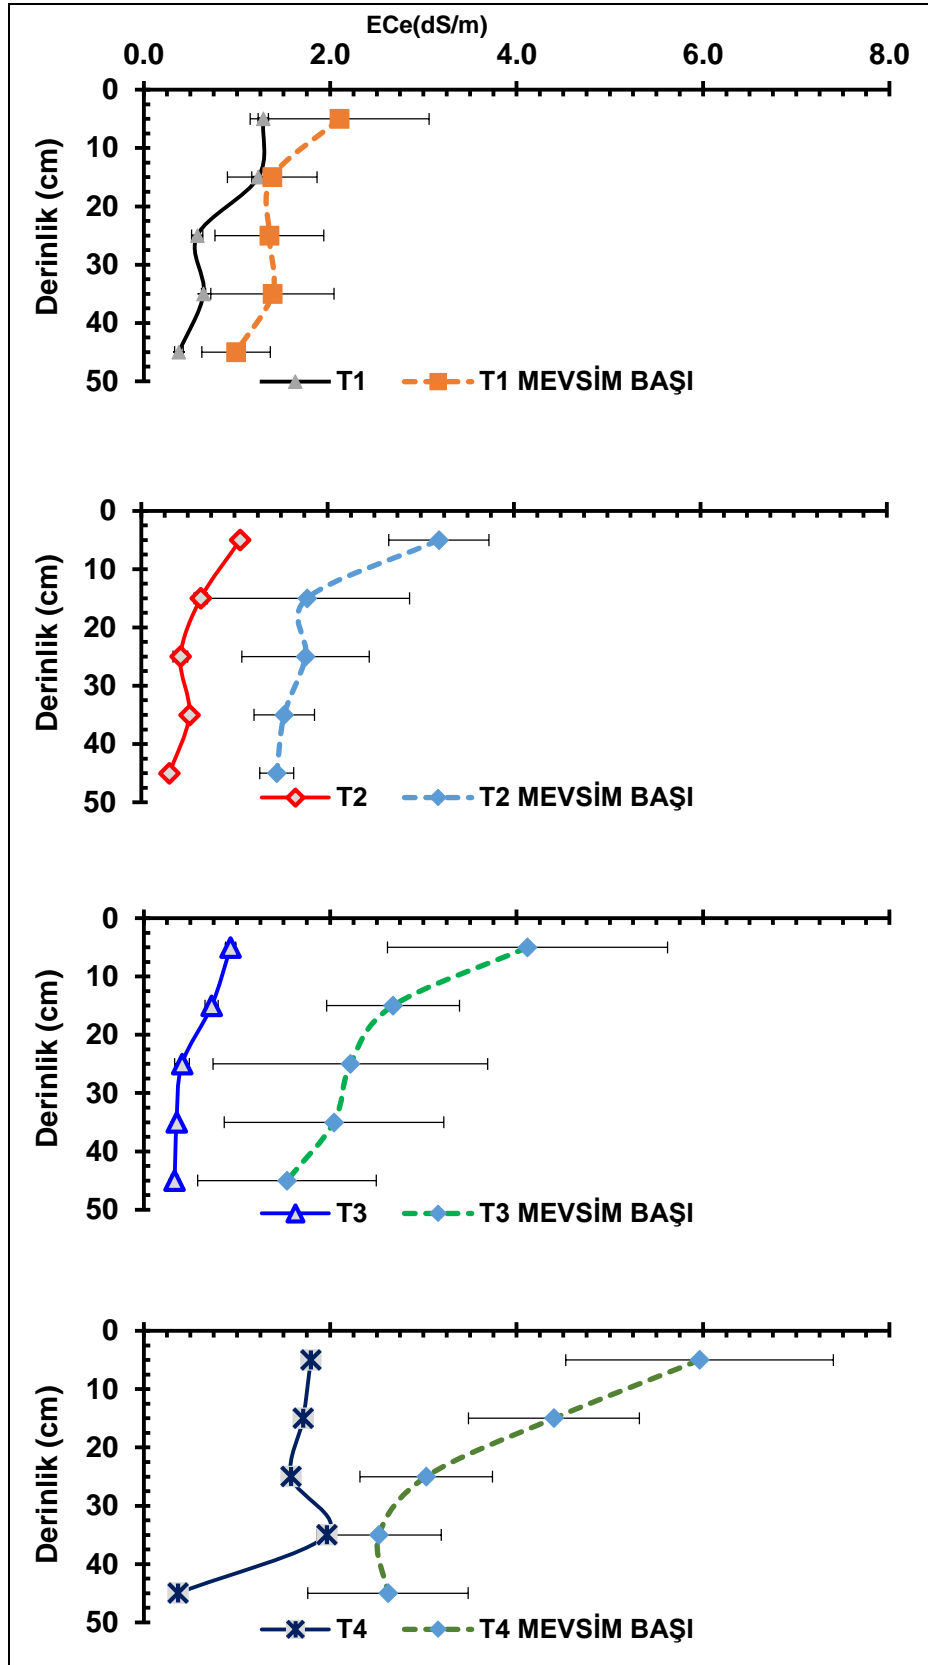 ECe(dS/m)
0.0 2.0 4.0 6.0 8.0
0
10
20
30
40
50
Derinlik (cm)
T1 T1 MEVSİM BAŞI
0
10
20
30
40
50
Derinlik (cm)
T2 T2 MEVSİM BAŞI
0
10
20
30
40
50
Derinlik (cm)
T3 T3 MEVSİM BAŞI
0
10
20
30
40
50
Derinlik (cm)
T4 T4 MEVSİM BAŞI